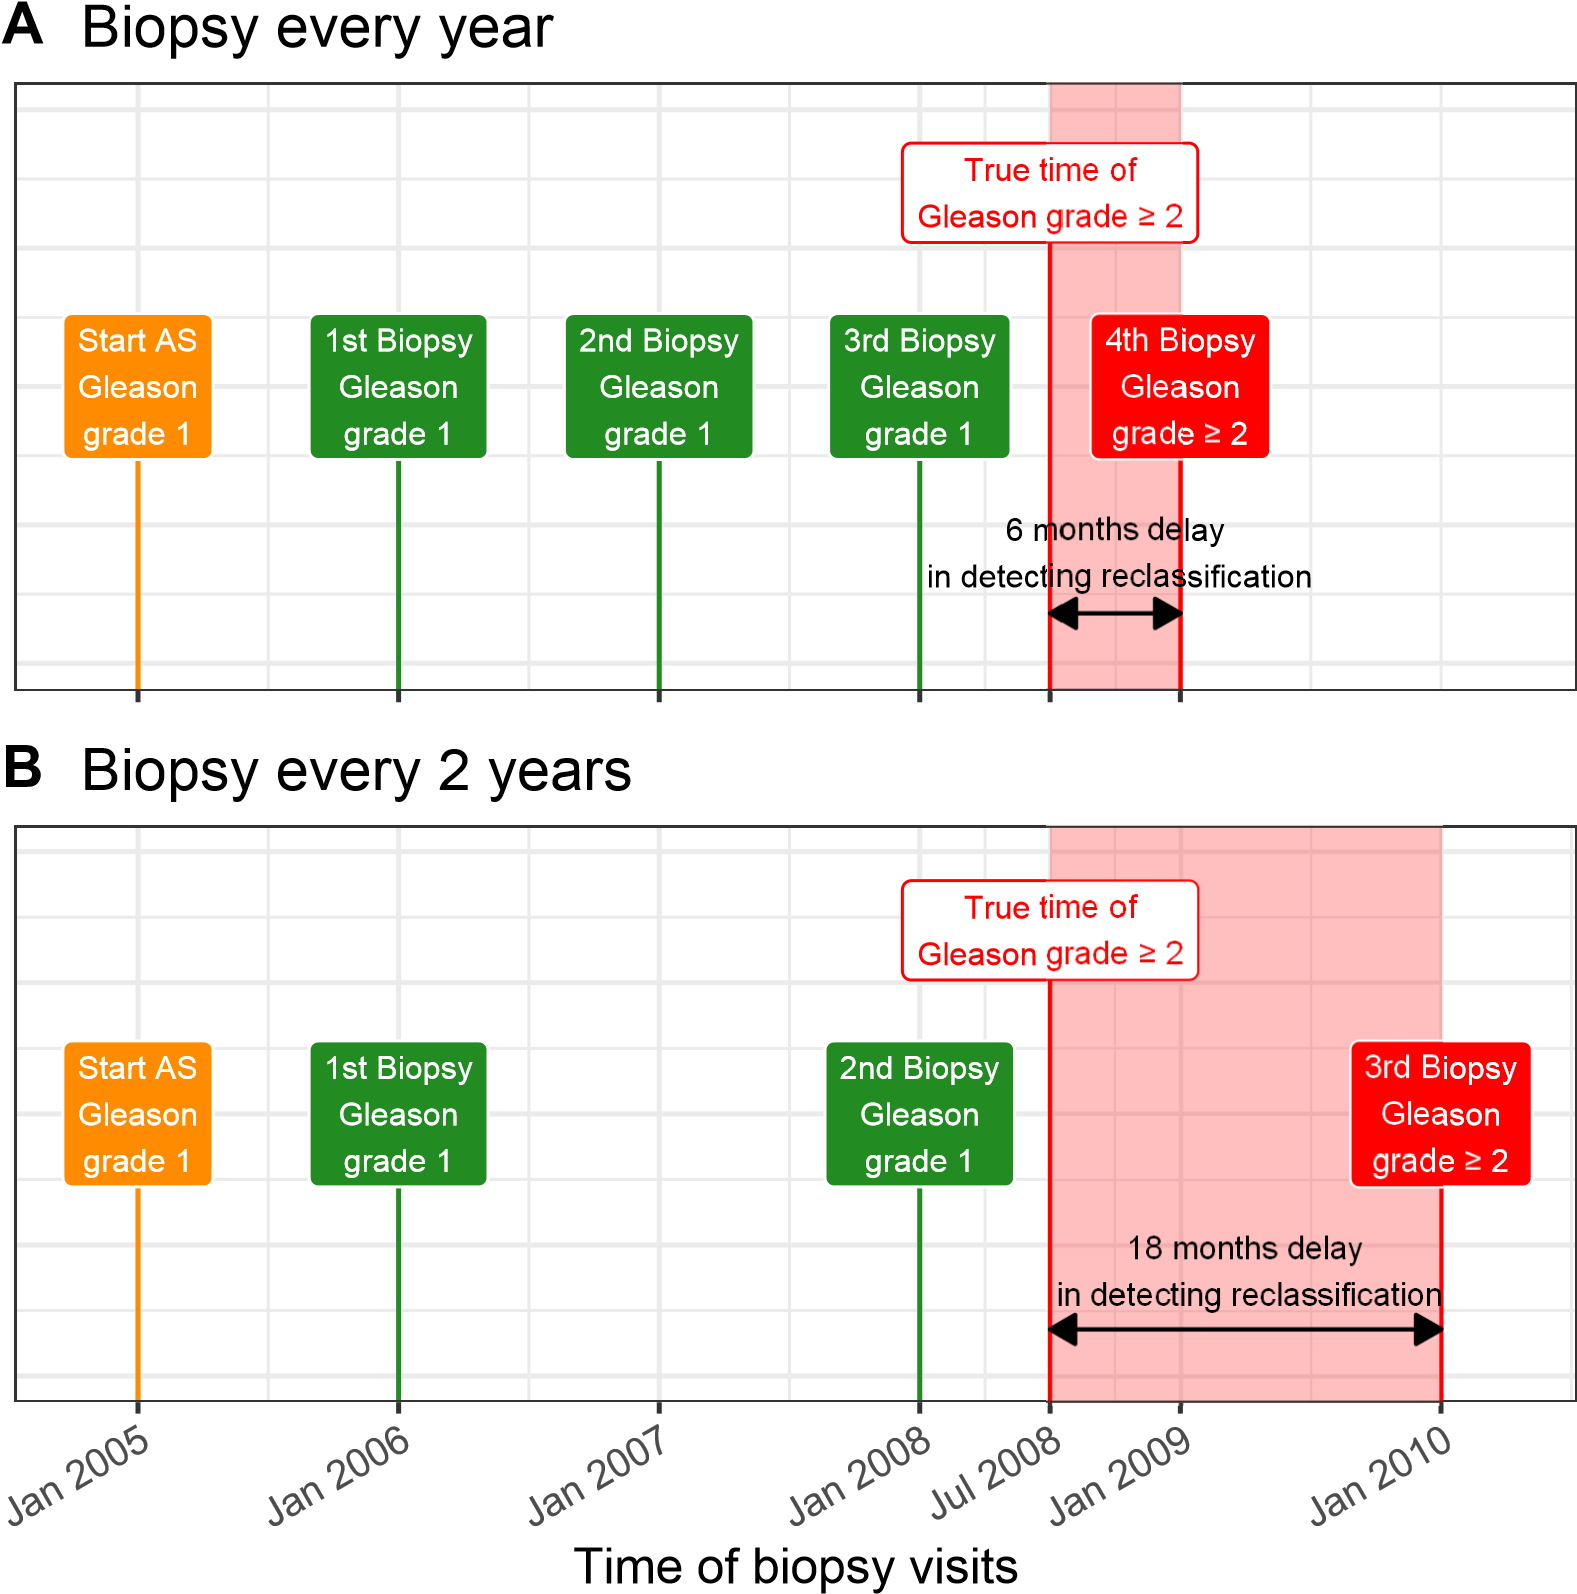 A Biopsy every year
True time of
Gleason grade ≥ 2
Start AS
Gleason
grade 1
1st Biopsy
Gleason
grade 1
2nd Biopsy
Gleason
grade 1
3rd Biopsy
Gleason
grade 1
4th Biopsy
Gleason
grade ≥ 2
6 months delay
in detecting reclassification
B Biopsy every 2 years
True time of
Gleason grade ≥ 2
Start AS
Gleason
grade 1
1st Biopsy
Gleason
grade 1
2nd Biopsy
Gleason
grade 1
3rd Biopsy
Gleason
grade ≥ 2
18 months delay
in detecting reclassification
Jan 2005
Jan 2006
Jan 2007
Jan 2008
Jul 2008
Jan 2009
Jan 2010
Time of biopsy visits